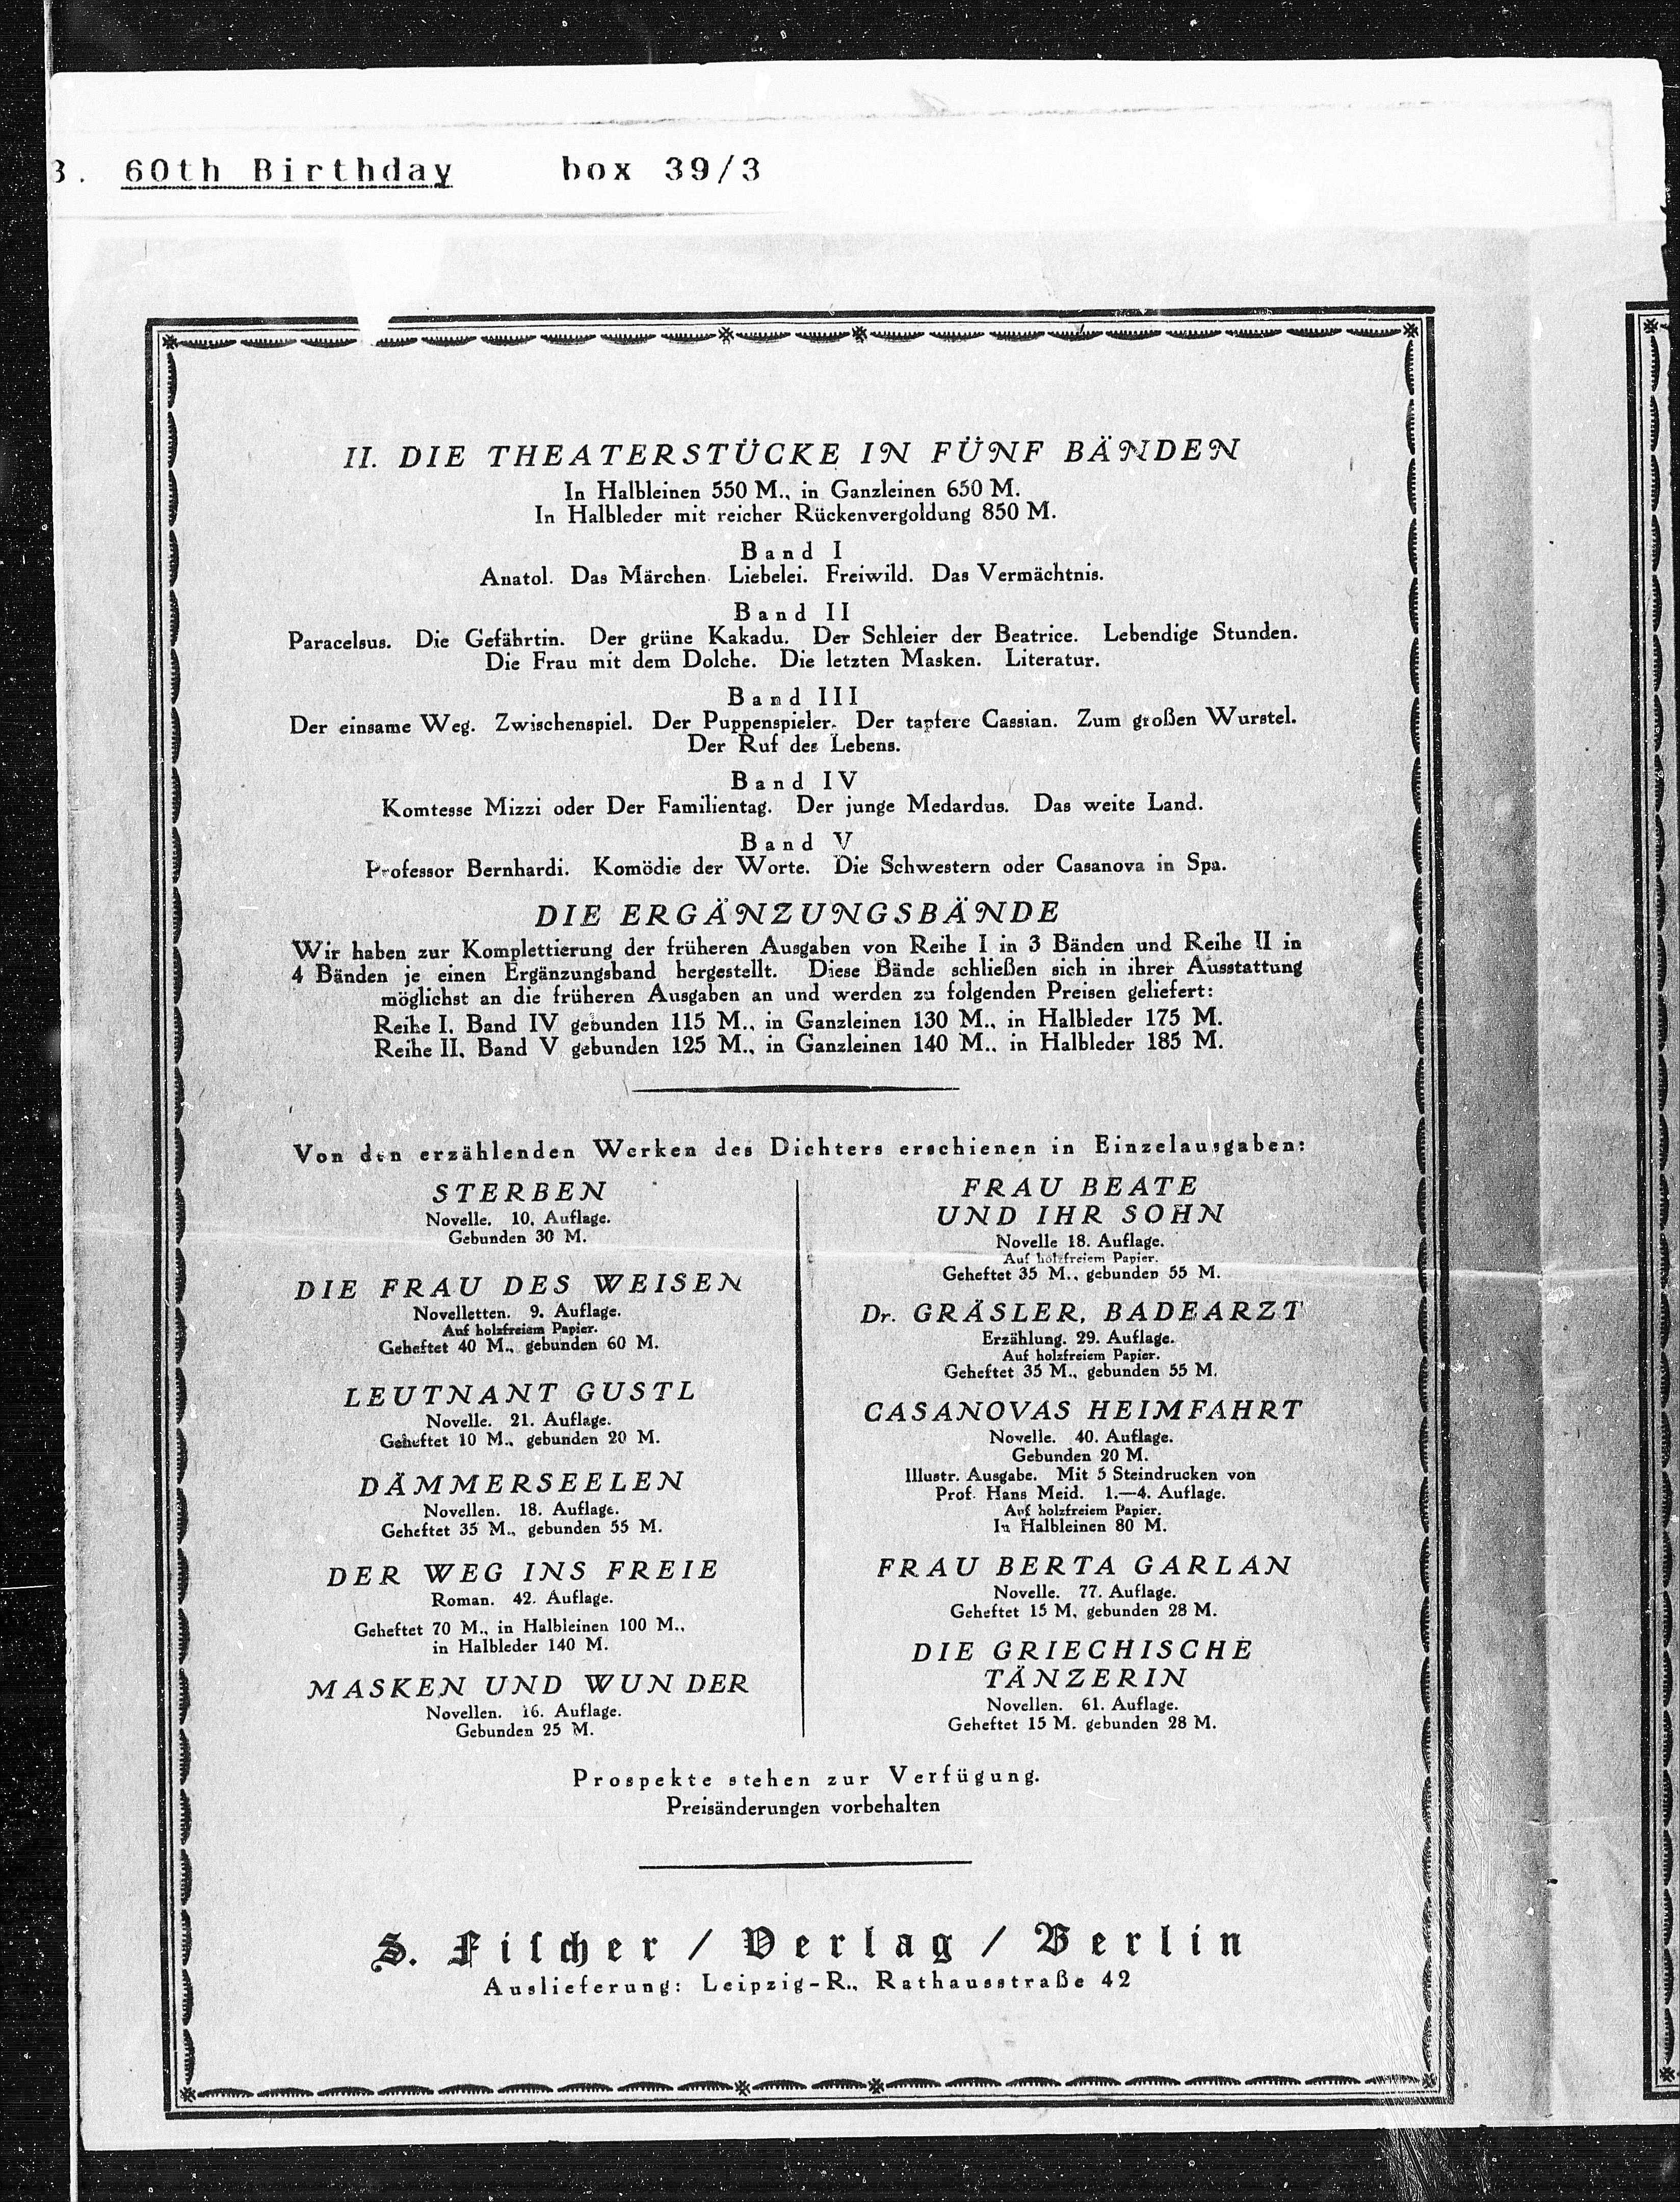 3. 60th Birthday box 39/3
II. DIE THEATERSTÜCKE IN FÜNF BÄNDEN
In Halbleinen 550 M., in Ganzleinen 650 M.
In Halbleder mit reicher Rückenvergoldung 850 M.
Band I
Anatol. Das Märchen. Liebelei. Freiwild. Das Vermächtnis.
Band II
Paracelsus. Die Gefährtin. Der grüne Kakadu. Der Schleier der Beatrice. Lebendige Stunden.
Die Frau mit dem Dolche. Die letzten Masken. Literatur.
Band III
Der einsame Weg. Zwischenspiel. Der Puppenspieler. Der tapfere Cassian. Zum großen Wurstel.
Der Ruf des Lebens.
Band IV
Komtesse Mizzi oder Der Familientag. Der junge Medardus. Das weite Land.
Band V
Professor Bernhardi. Komödie der Worte. Die Schwestern oder Casanova in Spa.
DIE ERGÄNZUNGSBÄNDE
Wir haben zur Komplettierung der früheren Ausgaben von Reihe I in 3 Bänden und Reihe II in
4 Bänden je einen Ergänzungsband hergestellt. Diese Bände schließen sich in ihrer Ausstattung
möglichst an die früheren Ausgaben an und werden zu folgenden Preisen geliefert:
Reihe I, Band IV gebunden 115 M., in Ganzleinen 130 M., in Halbleder 175 M.
Reihe II, Band V gebunden 125 M., in Ganzleinen 140 M., in Halbleder 185 M.
Von den erzählenden Werken des Dichters erschienen in Einzelausgaben:
STERBEN
Novelle. 10. Auflage.
Gebunden 30 M.
DIE FRAU DES WEISEN
Novelletten. 9. Auflage.
Auf holzfreiem Papier.
Geheftet 40 M., gebunden 60 M.
LEUTNANT GUSTL
Novelle. 21. Auflage.
Geheftet 10 M., gebunden 20 M.
DÄMMERSEELEN
Novellen. 18. Auflage.
Geheftet 35 M., gebunden 55 M.
DER WEG INS FREIE
Roman. 42. Auflage.
Geheftet 70 M., in Halbleinen 100 M.,
in Halbleder 140 M.
MASKEN UND WUNDER
Novellen. 16. Auflage.
Gebunden 25 M.
FRAU BEATE
UND IHR SOHN
Novelle 18. Auflage.
Auf holzfreiem Papier.
Geheftet 35 M., gebunden 55 M.
Dr. GRÄSLER, BADEARZT
Erzählung. 29. Auflage.
Auf holzfreiem Papier.
Geheftet 35 M., gebunden 55 M.
CASANOVAS HEIMFAHRT
Novelle. 40. Auflage.
Gebunden 20 M.
Illustr. Ausgabe. Mit 5 Steindrucken von
Prof. Hans Meid. 1.—4. Auflage.
Auf holzfreiem Papier.
In Halbleinen 80 M.
FRAU BERTA GARLAN
Novelle. 77. Auflage.
Geheftet 15 M, gebunden 28 M.
DIE GRIECHISCHE
TÄNZERIN
Novellen. 61. Auflage.
Geheftet 15 M. gebunden 28 M.
Prospekte stehen zur Verfügung.
Preisänderungen vorbehalten
S. Fischer / Verlag / Berlin
Auslieferung: Leipzig-R., Rathausstraße 42